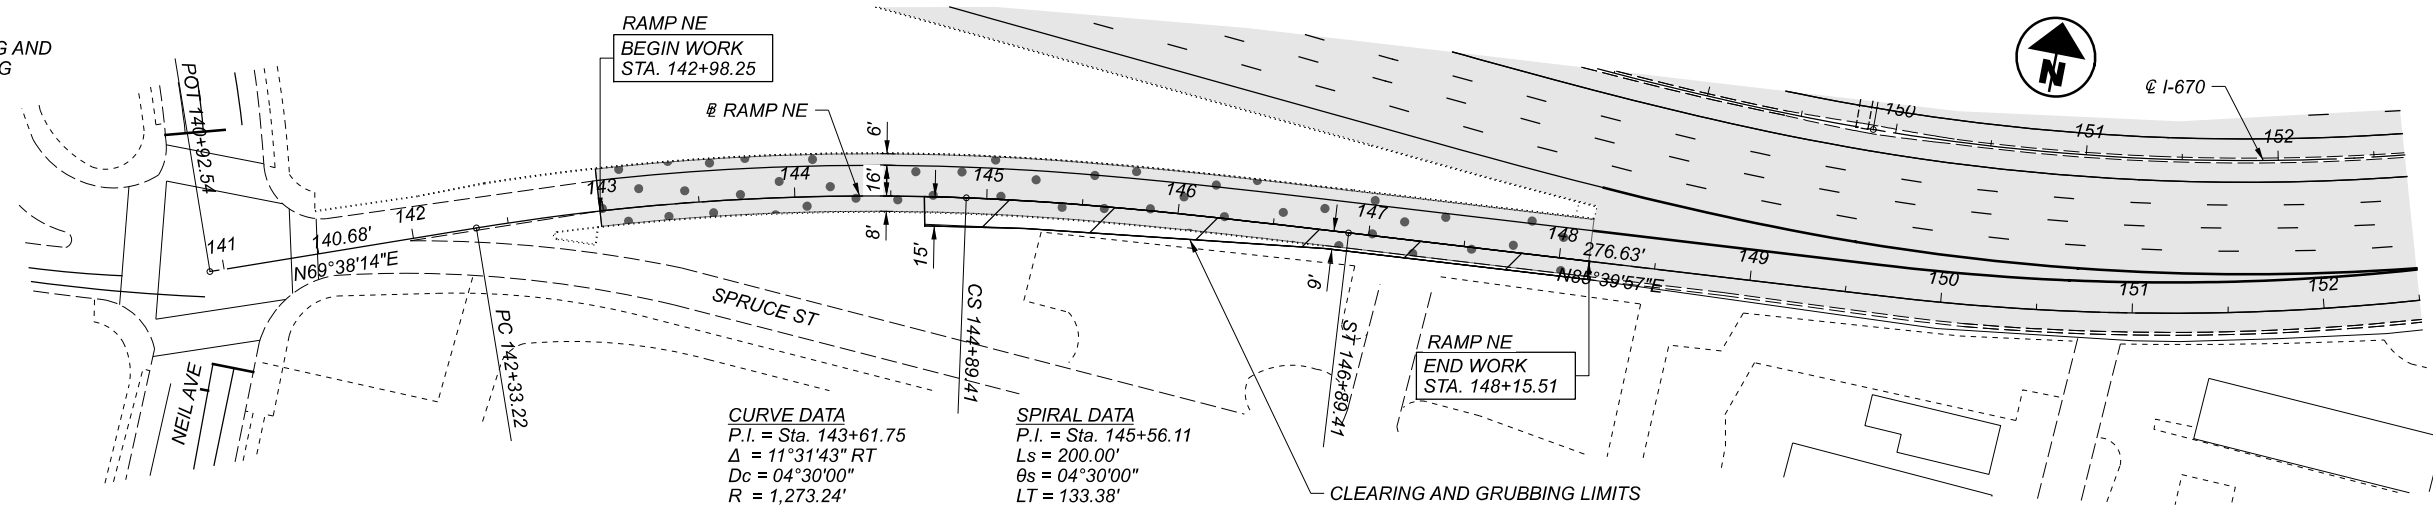 G AND
G
RAMP NE
BEGIN WORK
STA. 142+98.25
POT 140+92.54
℄ I-670
N
150
151
152
B RAMP NE
6'
16'
8'
15'
143
144
145
146
147
148
149
150
151
152
142
141
140.68'
N69°38'14"E
276.63'
N85°39'57"E
9'
SPRUCE ST
NEIL AVE
PC 142+33.22
CS 144+89.41
ST 146+89.41
RAMP NE
END WORK
STA. 148+15.51
CURVE DATA
P.I. = Sta. 143+61.75
Δ = 11°31'43" RT
Dc = 04°30'00"
R = 1,273.24'
SPIRAL DATA
P.I. = Sta. 145+56.11
Ls = 200.00'
θs = 04°30'00"
LT = 133.38'
CLEARING AND GRUBBING LIMITS